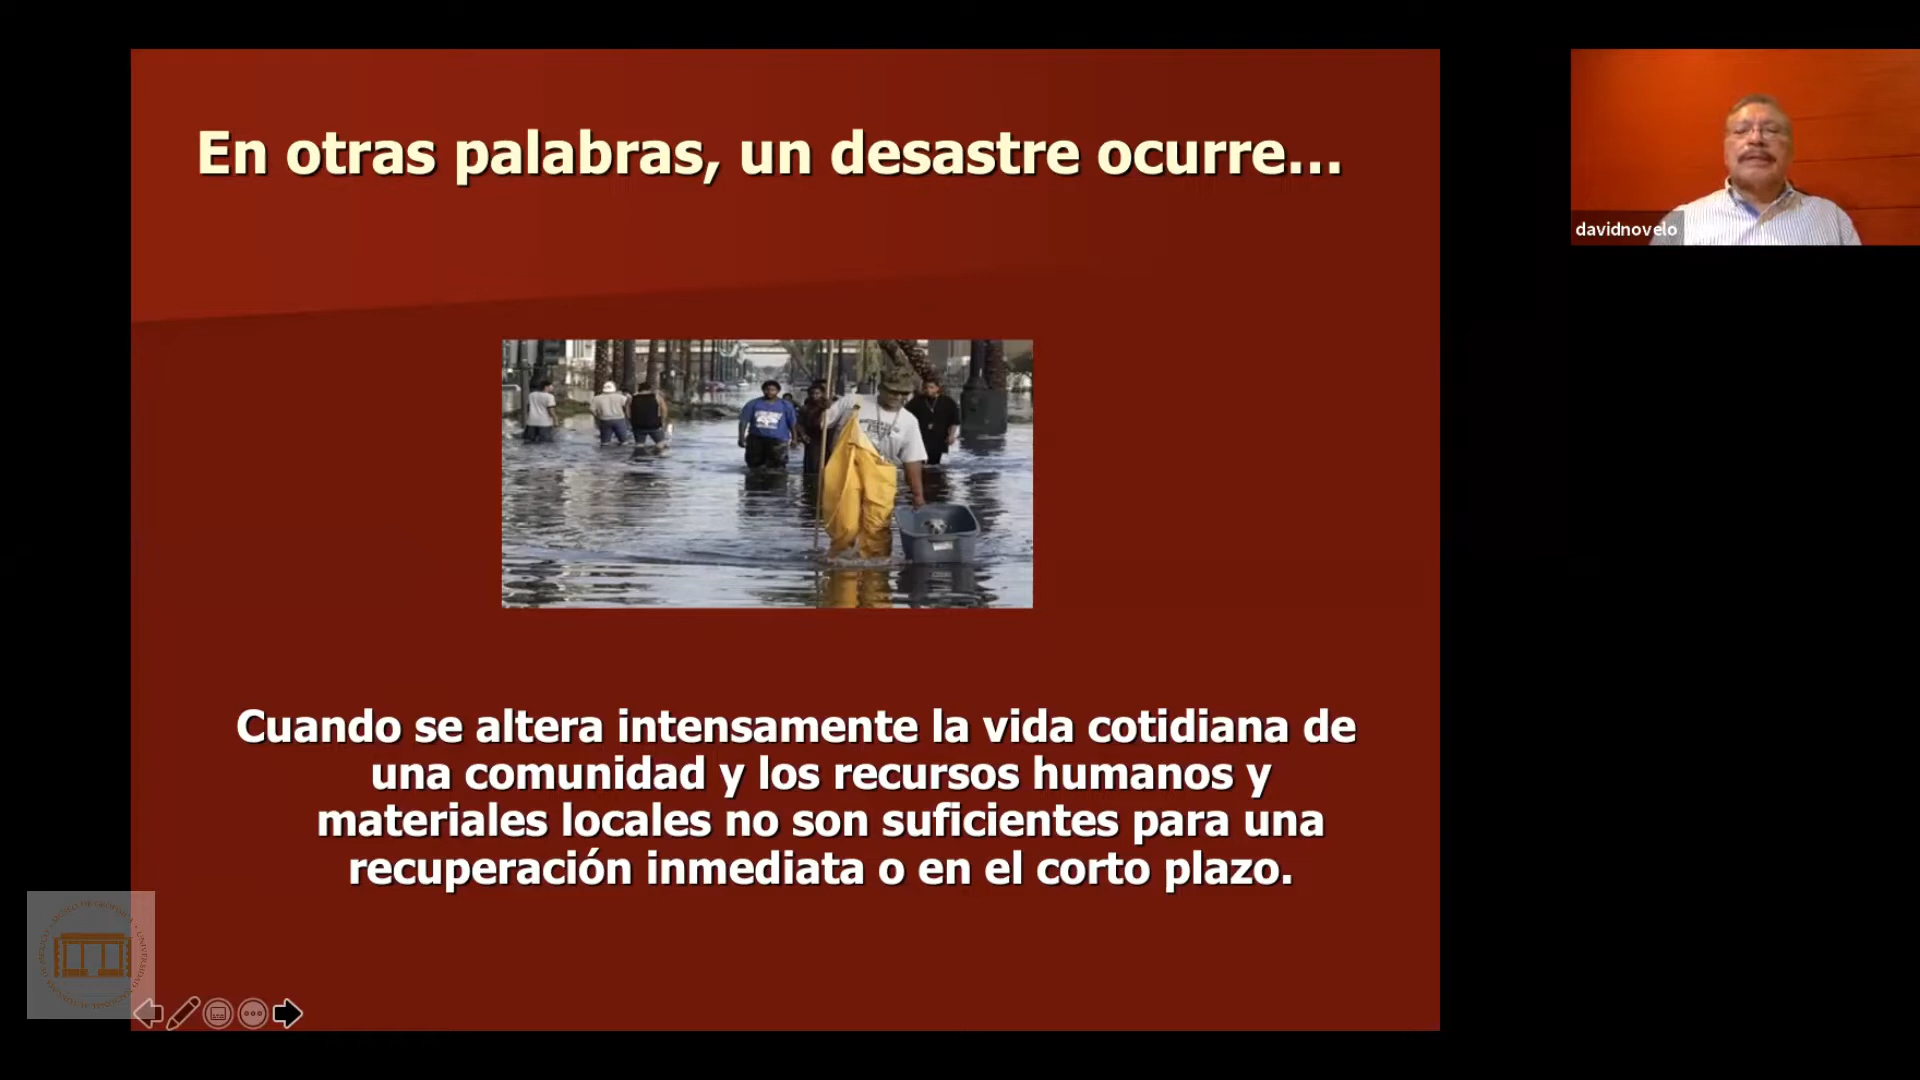 En otras palabras, un desastre ocurre...
davidnovelo
Cuando se altera intensamente la vida cotidiana de
una comunidad y los recursos humanos y
materiales locales no son suficientes para una
recuperación inmediata o en el corto plazo.